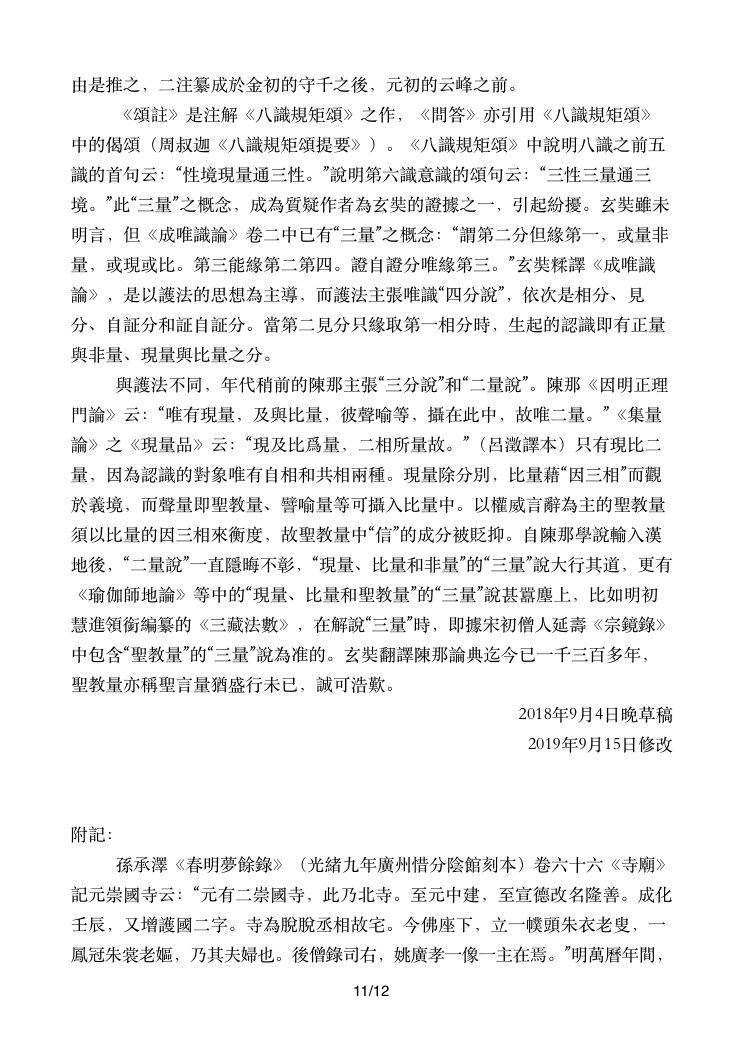 由是推之，二注纂成於金初的守千之後，元初的云峰之前。
《頌註》是注解《八識規矩頌》之作，《問答》亦引用《八識規矩頌》
中的偈頌（周叔迦《八識規矩頌提要》）。《八識規矩頌》中說明八識之前五
識的首句云：“性境現量通三性。”說明第六識意識的頌句云：“三性三量通三
境。”此“三量”之概念，成為質疑作者為玄奘的證據之一，引起紛擾。玄奘雖未
明言，但《成唯識論》卷二中已有“三量”之概念：“謂第二分但緣第一，或量非
量，或現或比。第三能緣第二第四。證自證分唯緣第三。”玄奘糅譯《成唯識
論》，是以護法的思想為主導，而護法主張唯識“四分說”，依次是相分、見
分、自証分和証自証分。當第二見分只緣取第一相分時，生起的認識即有正量
與非量、現量與比量之分。
與護法不同，年代稍前的陳那主張“三分說”和“二量說”。陳那《因明正理
門論》云：“唯有現量，及與比量，彼聲喻等，攝在此中，故唯二量。”《集量
論》之《現量品》云：“現及比爲量，二相所量故。”（呂澂譯本）只有現比二
量，因為認識的對象唯有自相和共相兩種。現量除分別，比量藉“因三相”而觀
於義境，而聲量即聖教量、譬喻量等可攝入比量中。以權威言辭為主的聖教量
須以比量的因三相來衡度，故聖教量中“信”的成分被貶抑。自陳那學說輸入漢
地後，“二量說”一直隱晦不彰，“現量、比量和非量”的“三量”說大行其道，更有
《瑜伽師地論》等中的“現量、比量和聖教量”的“三量”說甚囂塵上，比如明初
慧進領銜編纂的《三藏法數》，在解說“三量”時，即據宋初僧人延壽《宗鏡錄》
中包含“聖教量”的“三量”說為准的。玄奘翻譯陳那論典迄今已一千三百多年，
聖教量亦稱聖言量猶盛行未已，誠可浩歎。
2018年9月4日晚草稿
2019年9月15日修改
附記：
孫承澤《春明夢餘錄》（光緒九年廣州惜分陰館刻本）卷六十六《寺廟》
記元崇國寺云：“元有二崇國寺，此乃北寺。至元中建，至宣德改名隆善。成化
壬辰，又增護國二字。寺為脫脫丞相故宅。今佛座下，立一幞頭朱衣老叟，一
鳳冠朱裳老嫗，乃其夫婦也。後僧錄司右，姚廣孝一像一主在焉。”明萬曆年間，
11/12